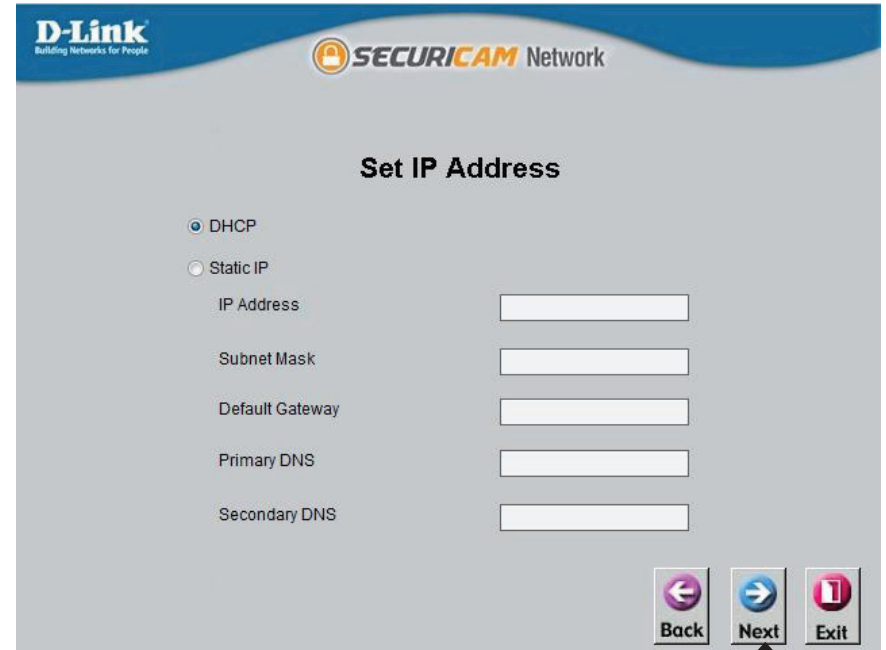 D-Link
Building Networks for People
SECURICAM Network
Set IP Address
DHCP
Static IP
IP Address
Subnet Mask
Default Gateway
Primary DNS
Secondary DNS
Back
Next
Exit